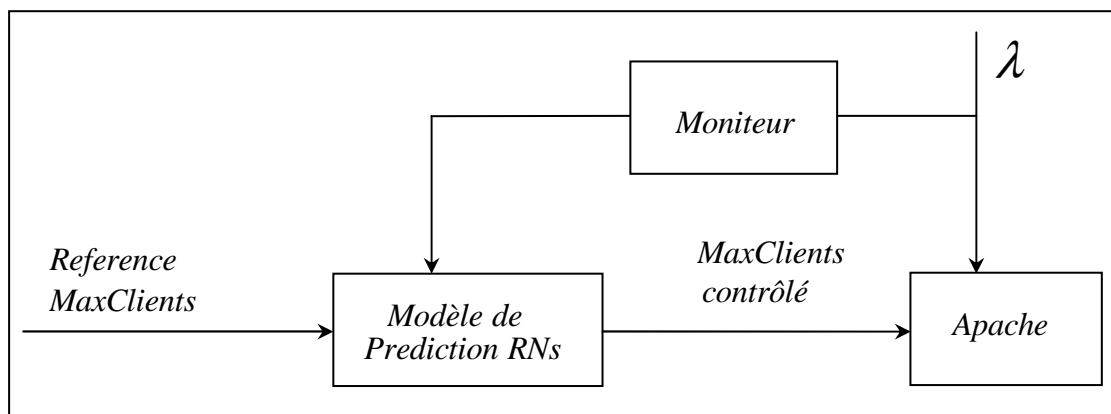 λ
Moniteur
Reference
MaxClients
MaxClients
contrôlé
Modèle de
Prediction RNs
Apache